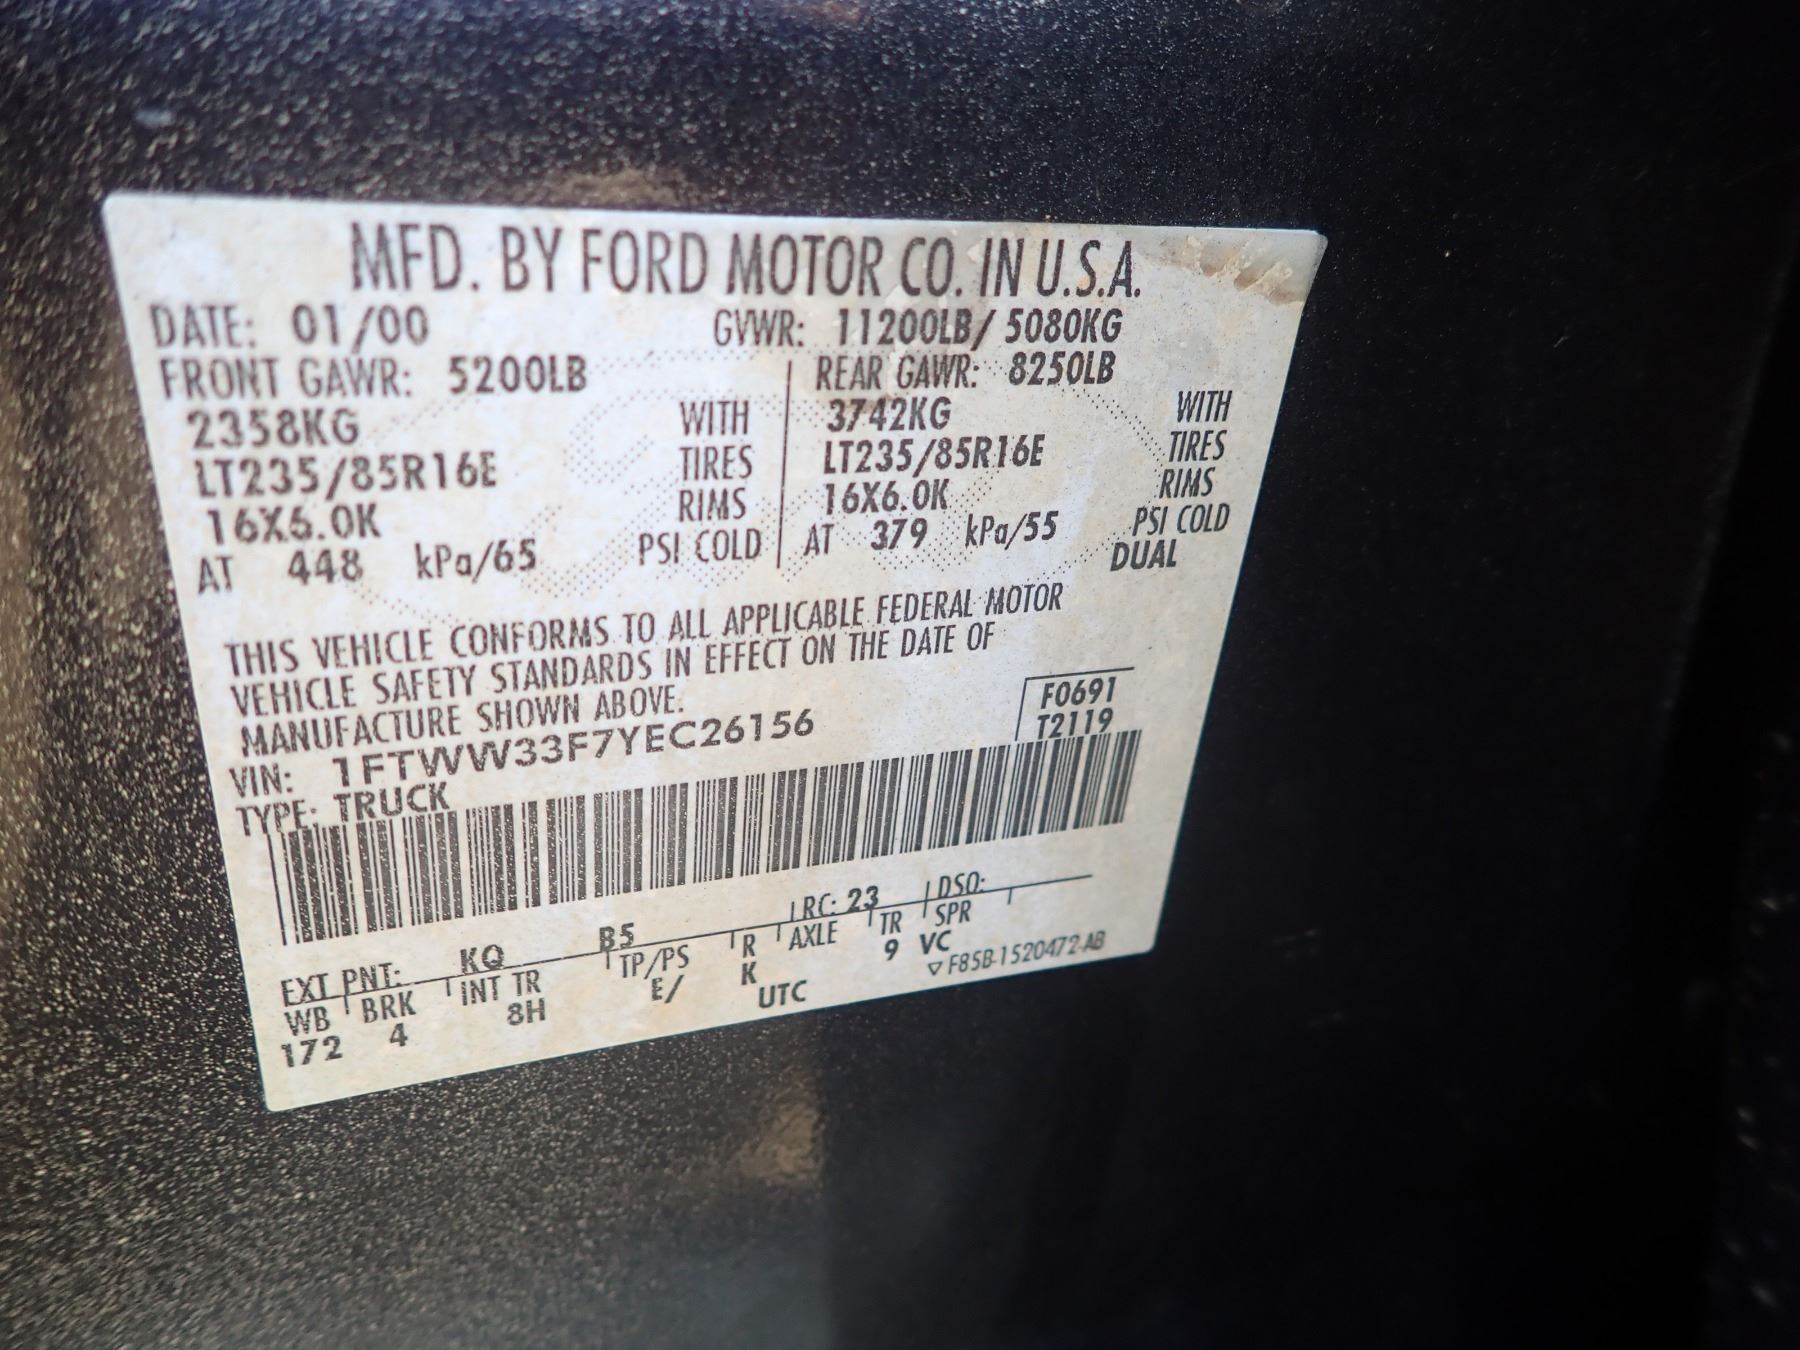 MFD. BY FORD MOTOR CO. IN U.S.A.
DATE: 01/00 GVWR: 11200LB/ 5080KG
FRONT GAWR: 5200LB REAR GAWR: 8250LB
2358KG WITH 3742KG WITH
LT235/85R16E TIRES LT235/85R16E TIRES
16X6.0K RIMS 16X6.0K RIMS
AT 448 kPa/65 PSI COLD AT 379 kPa/55 PSI COLD
DUAL
THIS VEHICLE CONFORMS TO ALL APPLICABLE FEDERAL MOTOR
VEHICLE SAFETY STANDARDS IN EFFECT ON THE DATE OF
MANUFACTURE SHOWN ABOVE.
F0691
VIN: 1FTWW33F7YEC26156 T2119
TYPE: TRUCK
EXT PNT: KQ B5 RC: 23 DSO:
WB BRK INT TR TP/PS R AXLE TR SPR
172 4 8H E/ K 9 VC
UTC ▽ F85B-1520472-AB